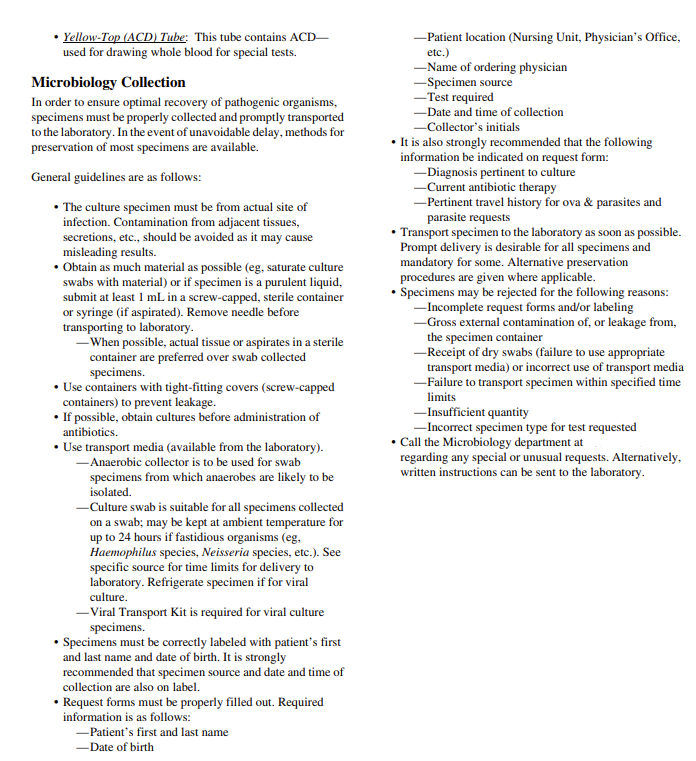 • Yellow-Top (ACD) Tube:  This tube contains ACD—
used for drawing whole blood for special tests.
Microbiology Collection
In order to ensure optimal recovery of pathogenic organisms,
specimens must be properly collected and promptly transported
to the laboratory. In the event of unavoidable delay, methods for
preservation of most specimens are available.
General guidelines are as follows:
• The culture specimen must be from actual site of
infection. Contamination from adjacent tissues,
secretions, etc., should be avoided as it may cause
misleading results.
• Obtain as much material as possible (eg, saturate culture
swabs with material) or if specimen is a purulent liquid,
submit at least 1 mL in a screw-capped, sterile container
or syringe (if aspirated). Remove needle before
transporting to laboratory.
—When possible, actual tissue or aspirates in a sterile
container are preferred over swab collected
specimens.
• Use containers with tight-fitting covers (screw-capped
containers) to prevent leakage.
• If possible, obtain cultures before administration of
antibiotics.
• Use transport media (available from the laboratory).
—Anaerobic collector is to be used for swab
specimens from which anaerobes are likely to be
isolated.
—Culture swab is suitable for all specimens collected
on a swab; may be kept at ambient temperature for
up to 24 hours if fastidious organisms (eg,
Haemophilus species, Neisseria species, etc.). See
specific source for time limits for delivery to
laboratory. Refrigerate specimen if for viral
culture.
—Viral Transport Kit is required for viral culture
specimens.
• Specimens must be correctly labeled with patient's first
and last name and date of birth. It is strongly
recommended that specimen source and date and time of
collection are also on label.
• Request forms must be properly filled out. Required
information is as follows:
—Patient's first and last name
—Date of birth
—Patient location (Nursing Unit, Physician's Office,
etc.)
—Name of ordering physician
—Specimen source
—Test required
—Date and time of collection
—Collector's initials
• It is also strongly recommended that the following
information be indicated on request form:
—Diagnosis pertinent to culture
—Current antibiotic therapy
—Pertinent travel history for ova & parasites and
parasite requests
• Transport specimen to the laboratory as soon as possible.
Prompt delivery is desirable for all specimens and
mandatory for some. Alternative preservation
procedures are given where applicable.
• Specimens may be rejected for the following reasons:
—Incomplete request forms and/or labeling
—Gross external contamination of, or leakage from,
the specimen container
—Receipt of dry swabs (failure to use appropriate
transport media) or incorrect use of transport media
—Failure to transport specimen within specified time
limits
—Insufficient quantity
—Incorrect specimen type for test requested
• Call the Microbiology department at
regarding any special or unusual requests. Alternatively,
written instructions can be sent to the laboratory.